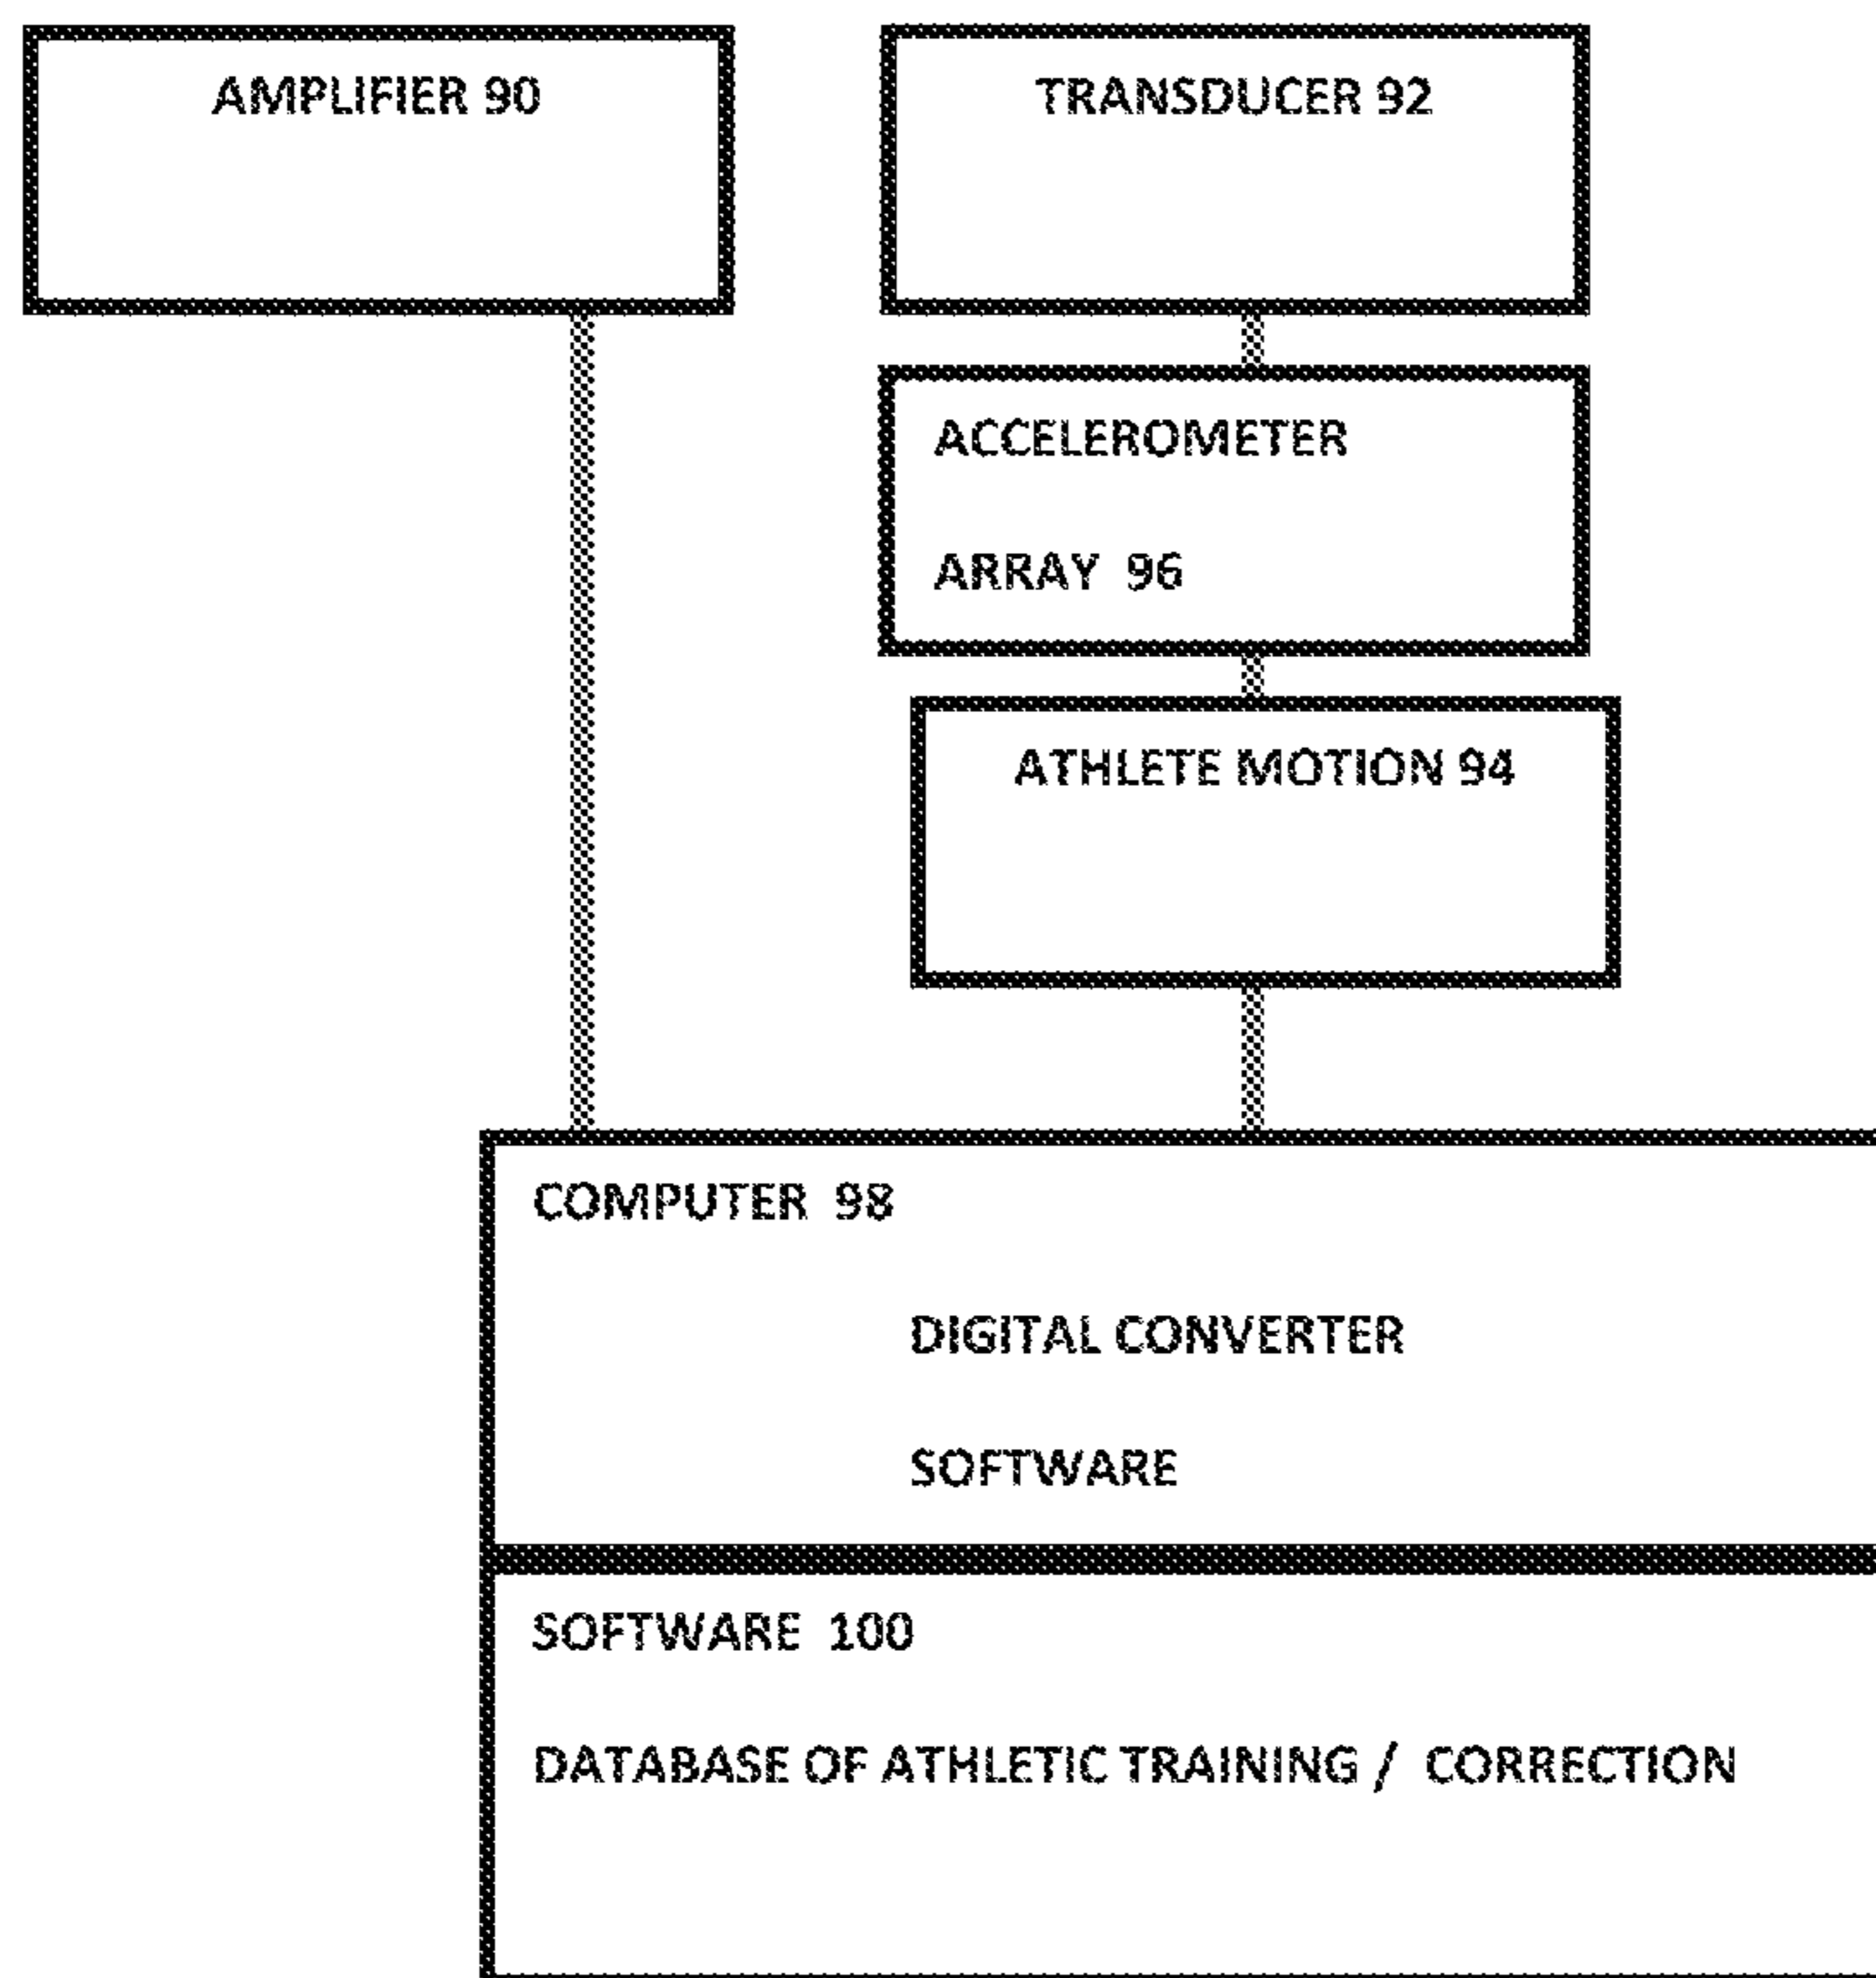 AMPLIFIER 90
TRANSDUCER 92
ACCELEROMETER
ARRAY 96
ATHLETE MOTION 94
COMPUTER 98
DIGITAL CONVERTER
SOFTWARE
SOFTWARE 100
DATABASE OF ATHLETIC TRAINING / CORRECTION